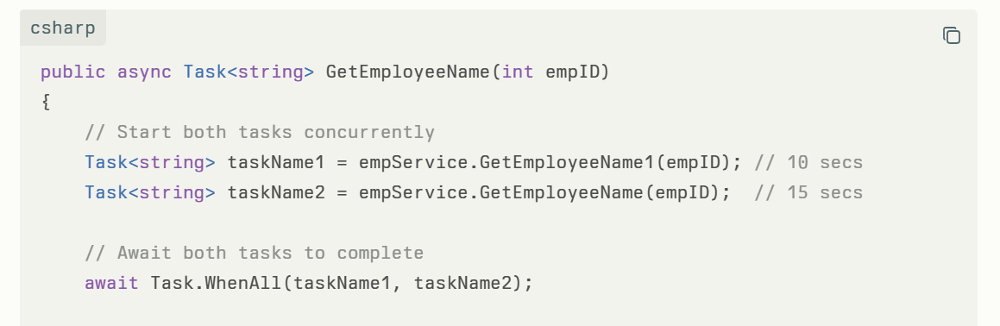 csharp
public async Task<string> GetEmployeeName(int empID)
{
    // Start both tasks concurrently
    Task<string> taskName1 = empService.GetEmployeeName1(empID); // 10 secs
    Task<string> taskName2 = empService.GetEmployeeName(empID);  // 15 secs

    // Await both tasks to complete
    await Task.WhenAll(taskName1, taskName2);